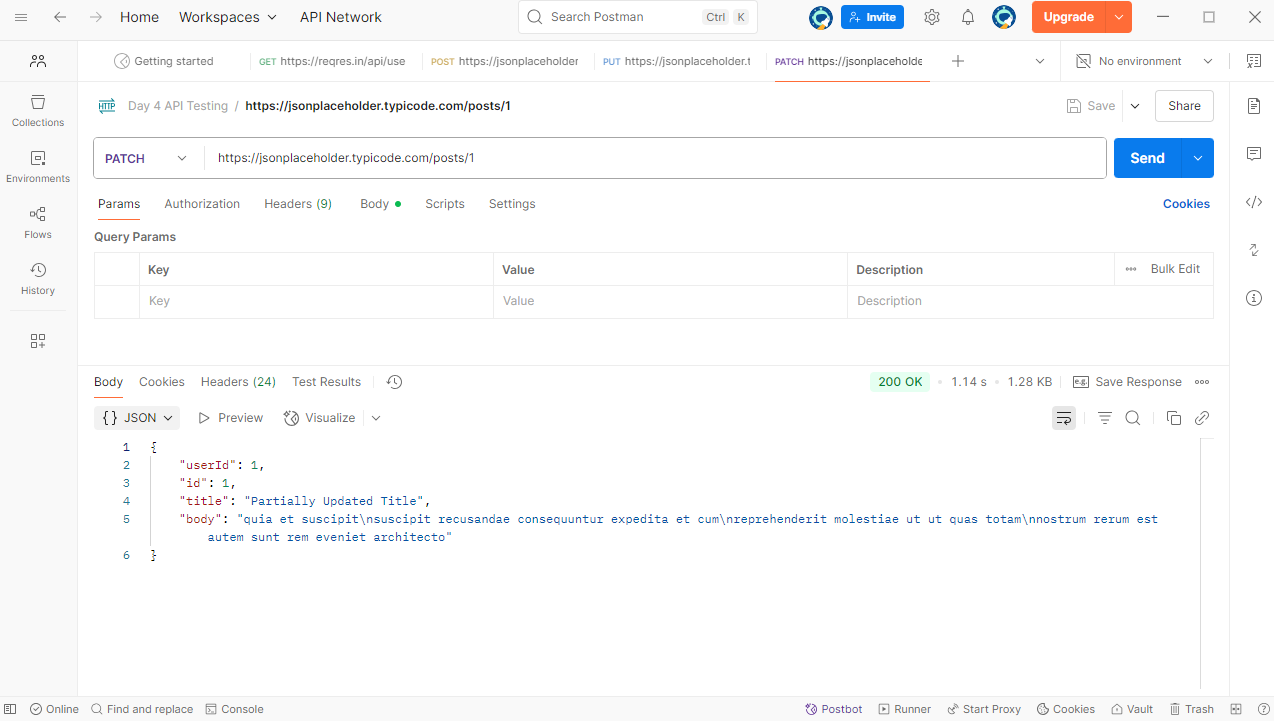 Home Workspaces API Network Search Postman Ctrl K Invite Upgrade
Getting started GET https://reqres.in/api/use POST https://jsonplaceholder PUT https://jsonplaceholder.t PATCH https://jsonplaceholde No environment
HTTP Day 4 API Testing / https://jsonplaceholder.typicode.com/posts/1 Save Share
Collections
PATCH https://jsonplaceholder.typicode.com/posts/1 Send
Environments
Params Authorization Headers (9) Body Scripts Settings Cookies
Flows
Query Params
Key Value Description Bulk Edit
History
Key Value Description
Body Cookies Headers (24) Test Results 200 OK 1.14 s 1.28 KB e.g. Save Response
{} JSON Preview Visualize
1 {
2 "userId": 1,
3 "id": 1,
4 "title": "Partially Updated Title",
5 "body": "quia et suscipit\nsuscipit recusandae consequuntur expedita et cum\nreprehenderit molestiae ut ut quas totam\nnostrum rerum est
autem sunt rem eveniet architecto"
6 }
Online Find and replace Console Postbot Runner Start Proxy Cookies Vault Trash